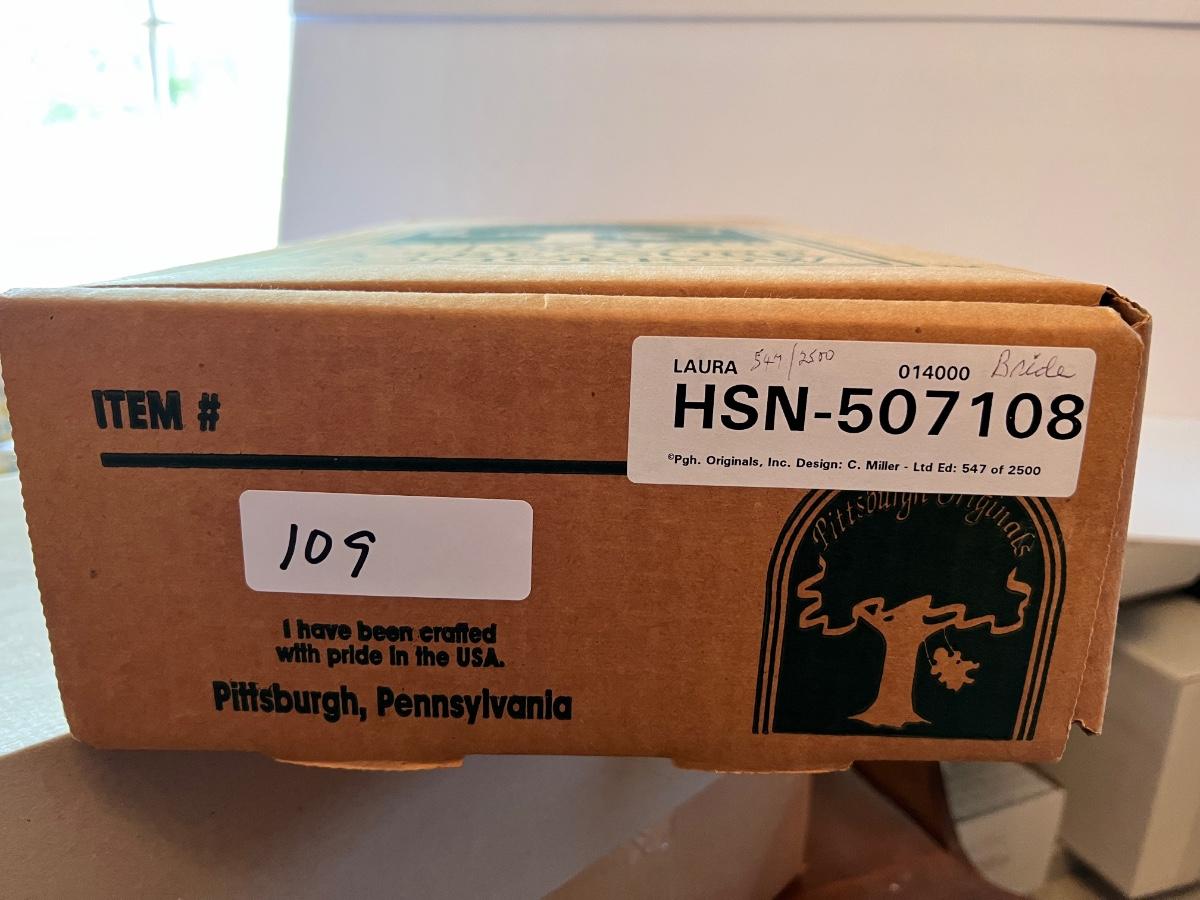 LAURA 547/2500 014000 Bride
HSN-507108
©Pgh. Originals, Inc. Design: C. Miller - Ltd Ed: 547 of 2500
ITEM #
109
I have been crafted
with pride in the USA.
Pittsburgh, Pennsylvania
Pittsburgh Originals